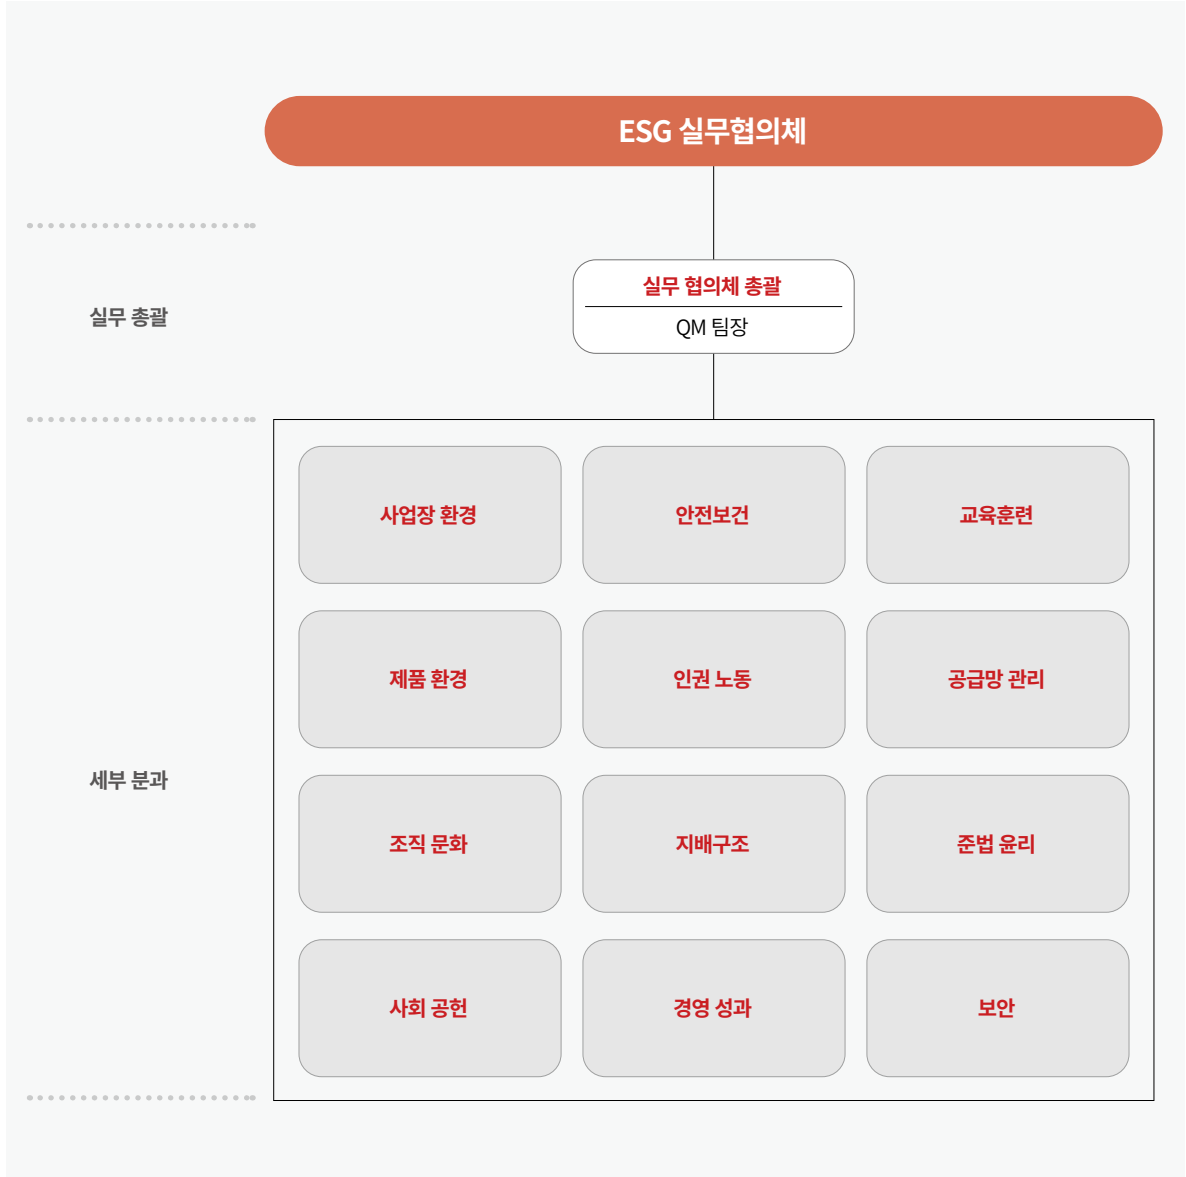 ESG 실무협의체
실무 총괄
실무 협의체 총괄
QM 팀장
세부 분과
사업장 환경
안전보건
교육훈련
제품 환경
인권 노동
공급망 관리
조직 문화
지배구조
준법 윤리
사회 공헌
경영 성과
보안